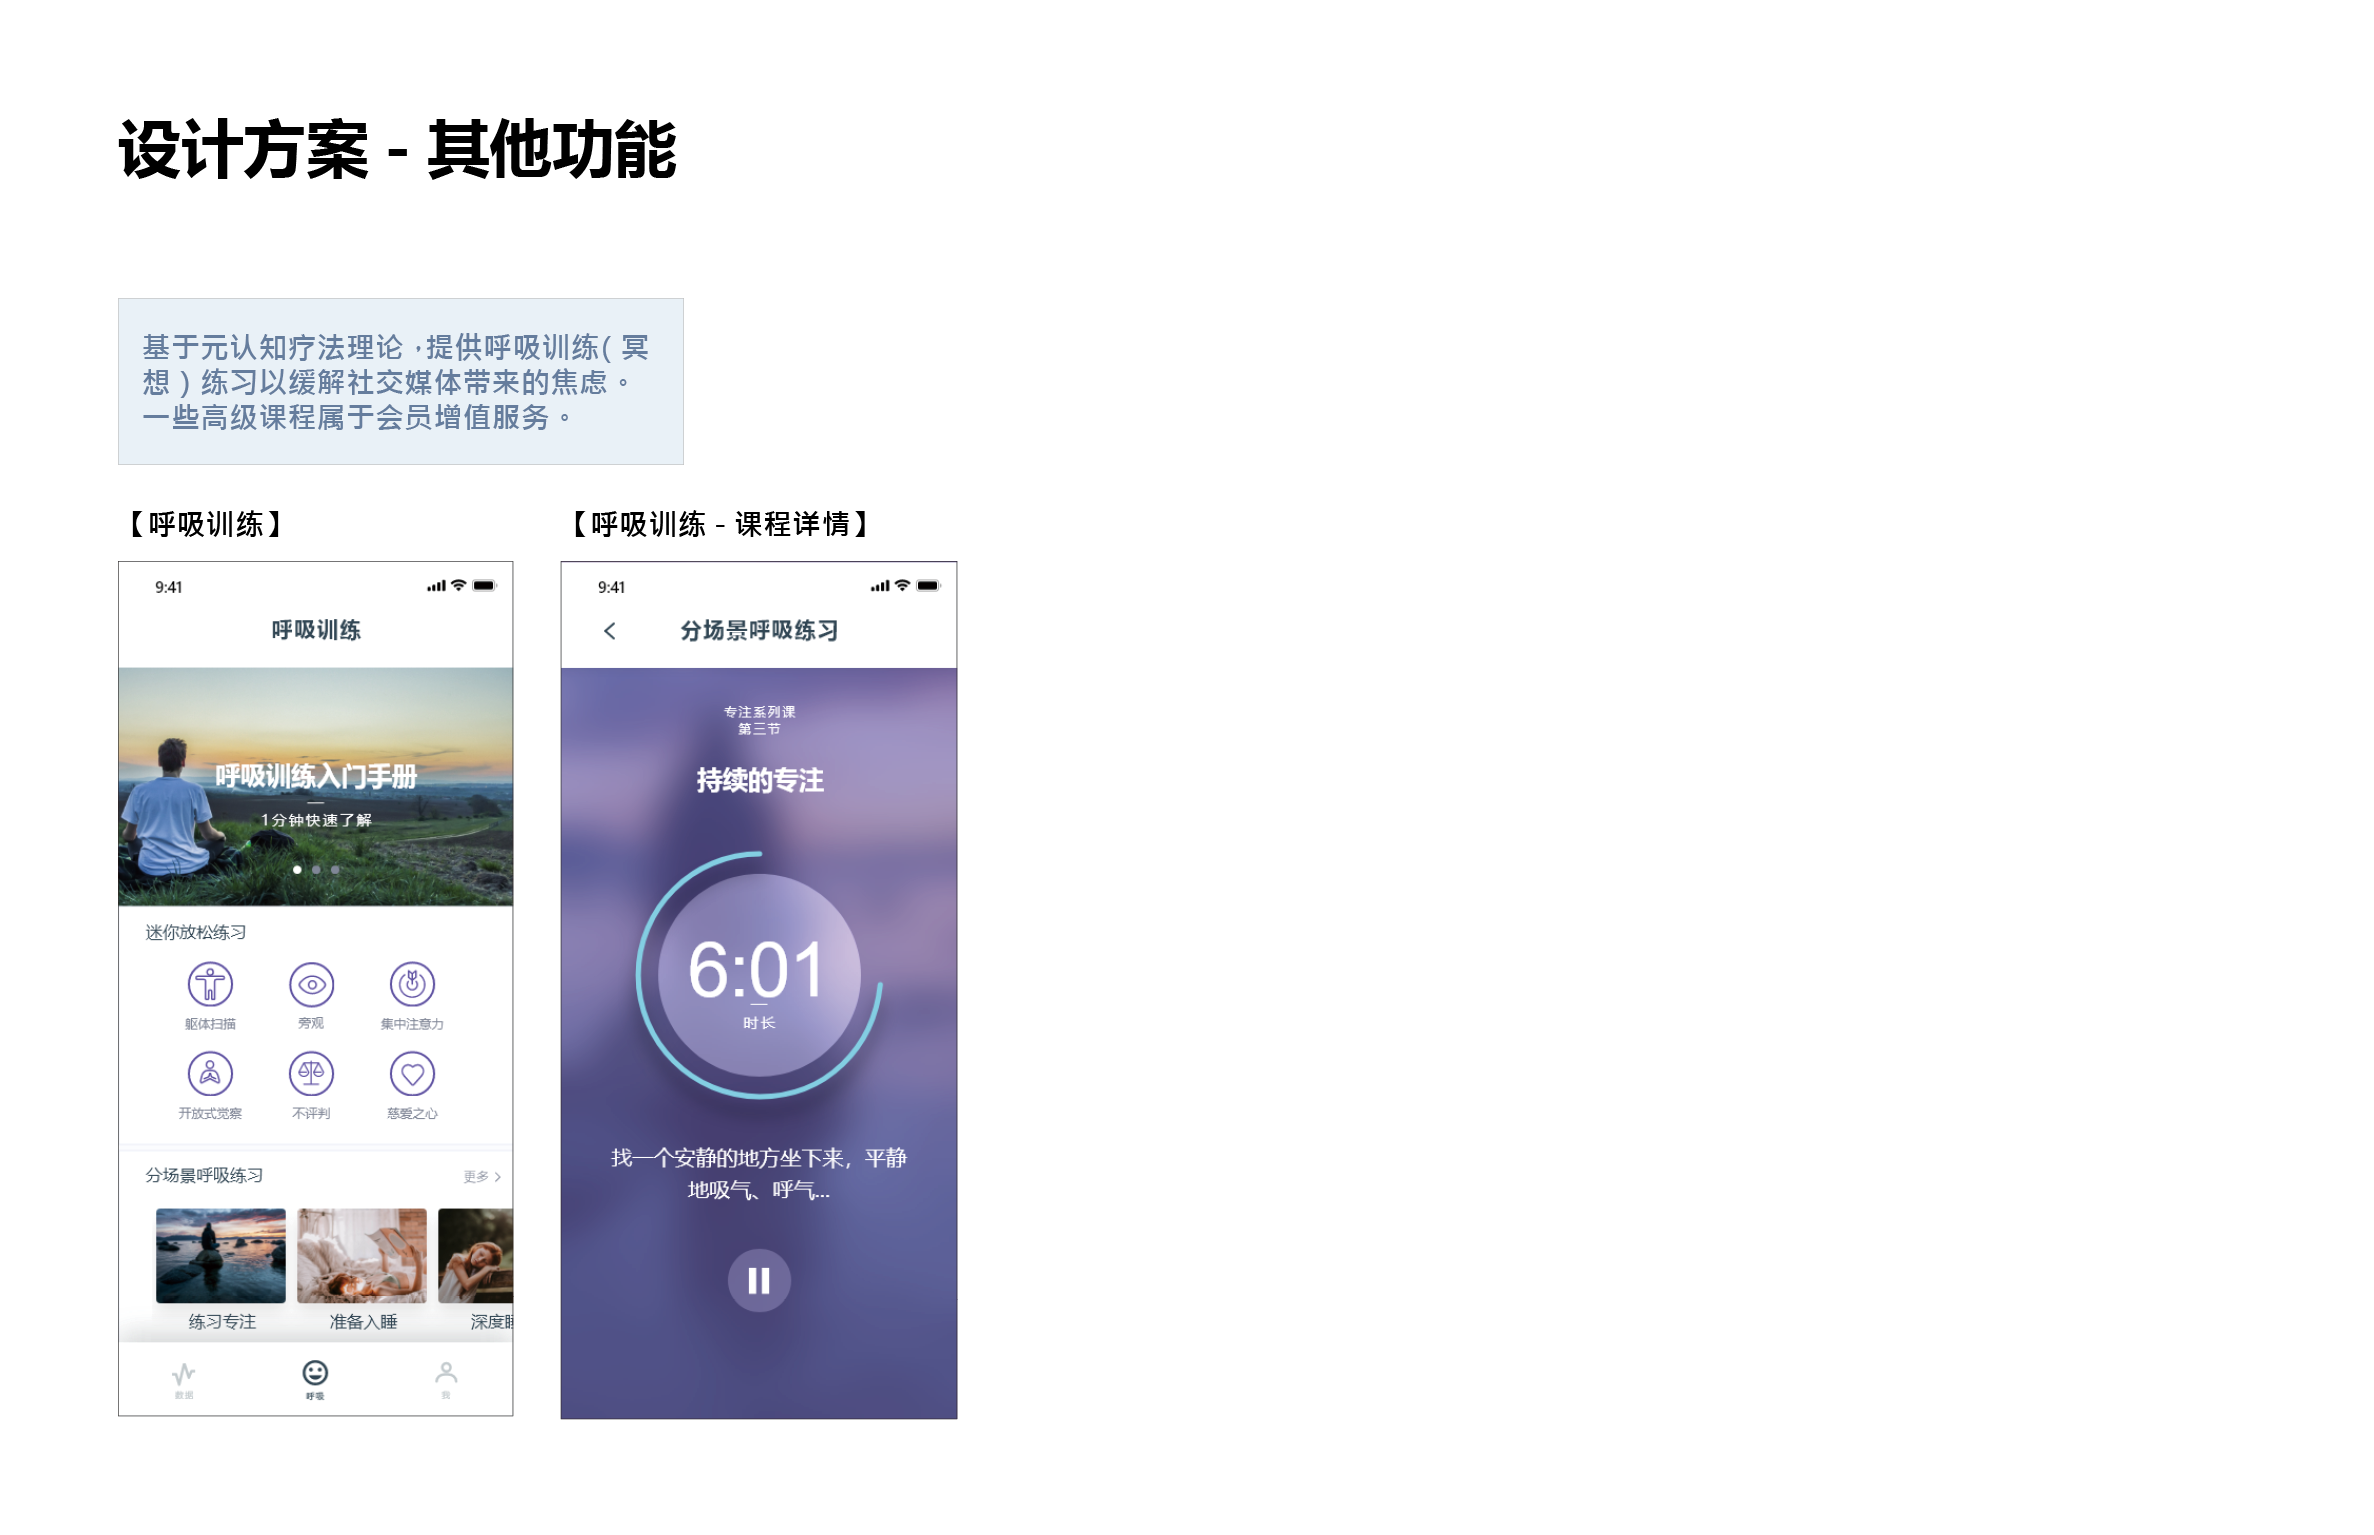 设计方案 - 其他功能
基于元认知疗法理论，提供呼吸训练（冥
想）练习以缓解社交媒体带来的焦虑。
一些高级课程属于会员增值服务。
【呼吸训练】
9:41
呼吸训练
呼吸训练入门手册
1分钟快速了解
迷你放松练习
躯体扫描 旁观 集中注意力
开放式觉察 不评判 慈爱之心
分场景呼吸练习 更多 >
练习专注 准备入睡 深度睡
数据 呼吸 我
【呼吸训练 - 课程详情】
9:41
分场景呼吸练习
专注系列课
第三节
持续的专注
6:01
时长
找一个安静的地方坐下来，平静
地吸气、呼气...